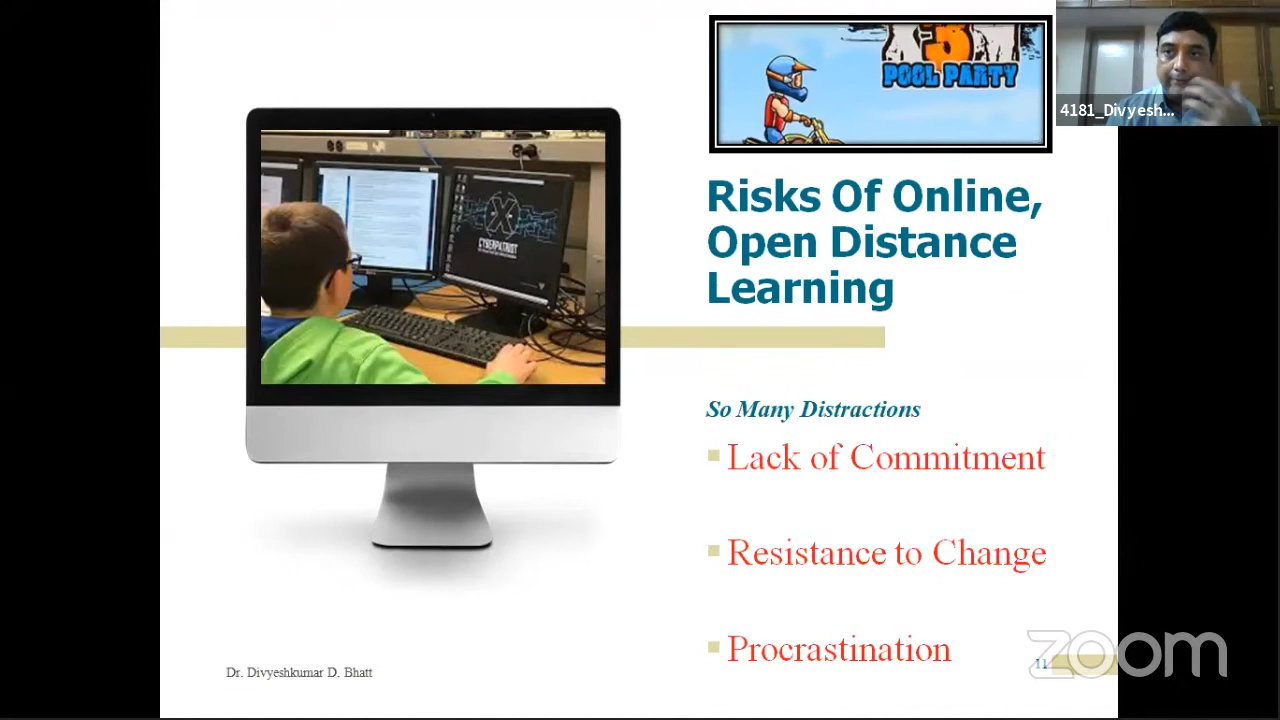 POOL PARTY
4181_Divyesh...
Risks Of Online,
Open Distance
Learning
CYBERPATRIOT
So Many Distractions
Lack of Commitment
Resistance to Change
Procrastination
Dr. Divyeshkumar D. Bhatt
11
zoom